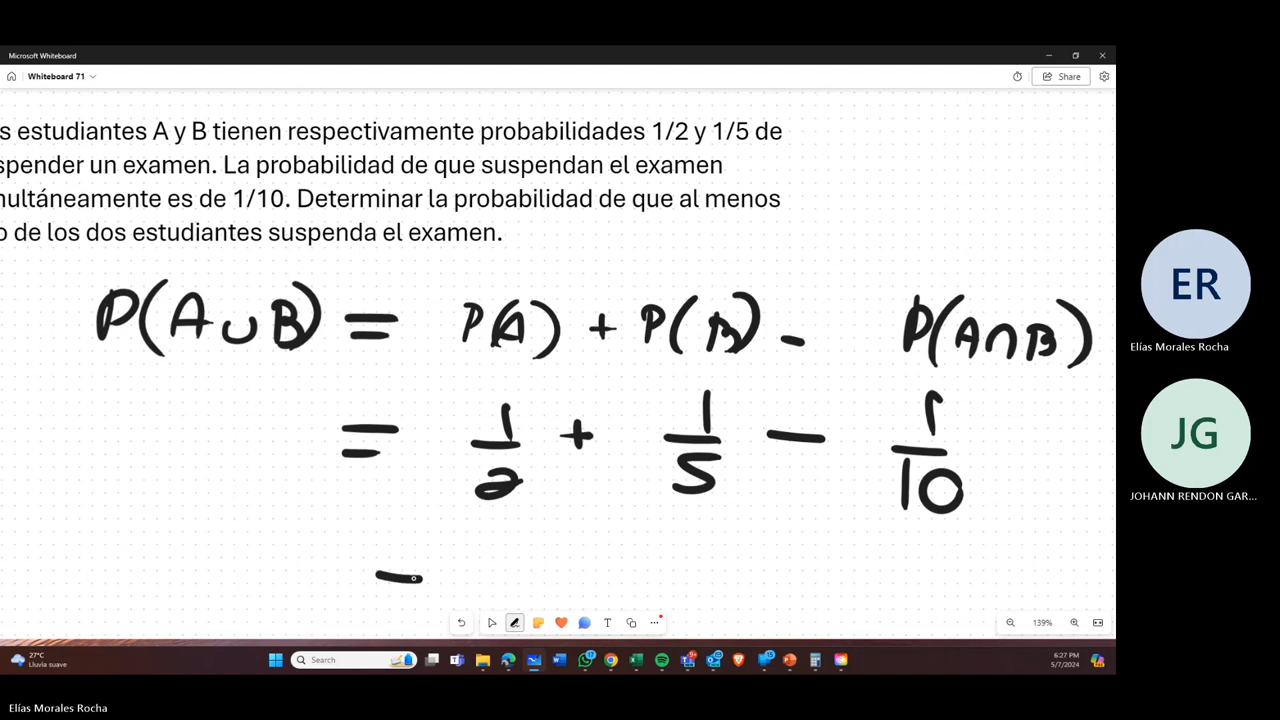 Microsoft Whiteboard
Whiteboard 71
Share
s estudiantes A y B tienen respectivamente probabilidades 1/2 y 1/5 de
spender un examen. La probabilidad de que suspendan el examen
nultáneamente es de 1/10. Determinar la probabilidad de que al menos
o de los dos estudiantes suspenda el examen.
P(A∪B) = P(A) + P(B) - P(A∩B)
= 1/2 + 1/5 - 1/10
-
ER
Elías Morales Rocha
JG
JOHANN RENDON GAR...
139%
27°C
Lluvia suave
Search
6:27 PM
5/7/2024
Elías Morales Rocha